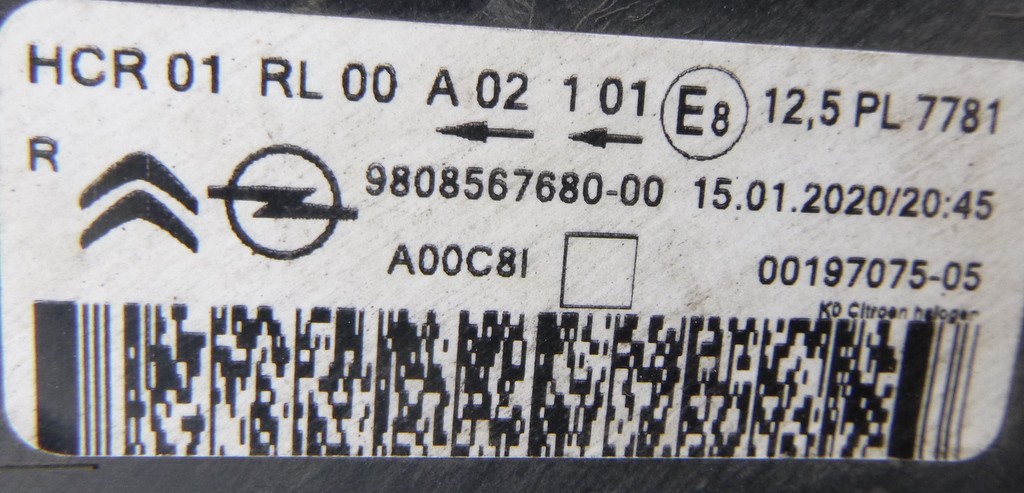 HCR 01 RL 00 A 02 1 01 E8 12,5 PL 7781
R
9808567680-00 15.01.2020/20:45
A00C8I 00197075-05
K0 Citroen halogen